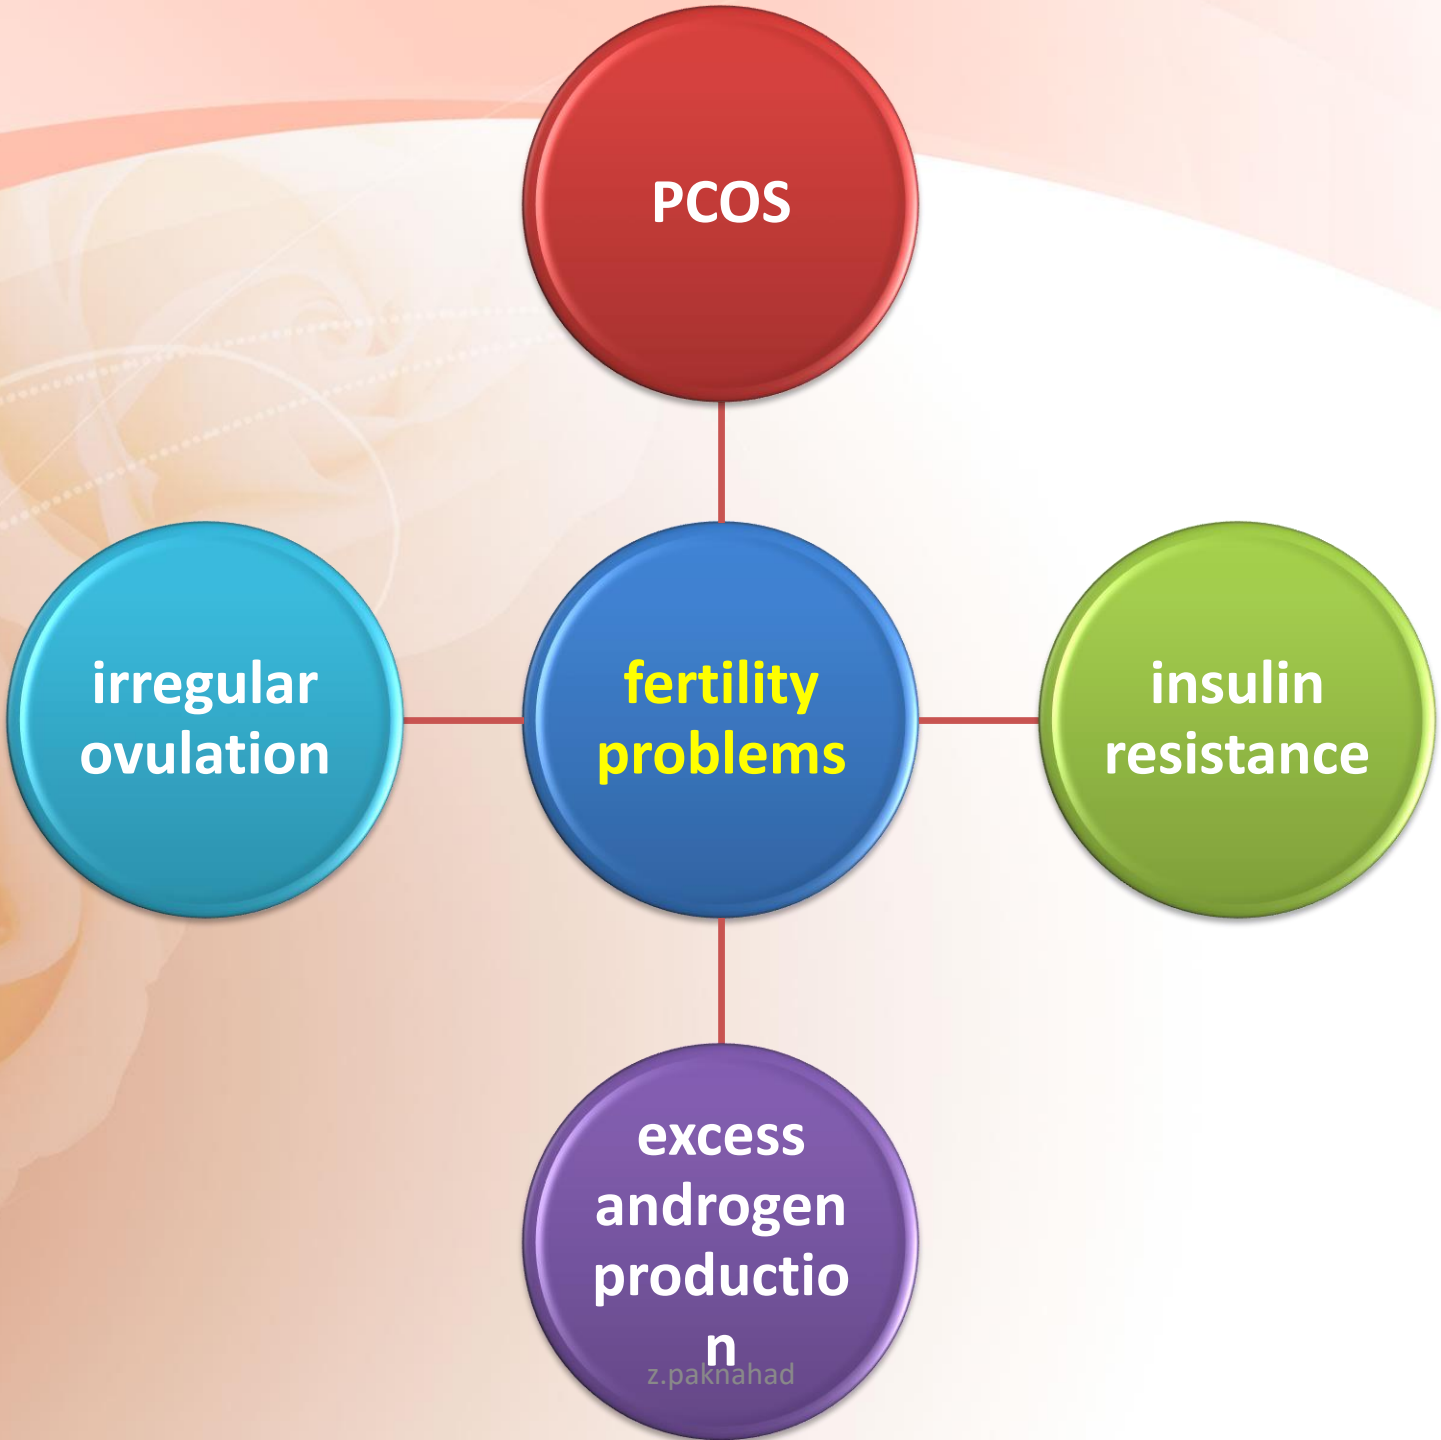 PCOS
irregular
ovulation
fertility
problems
insulin
resistance
excess
androgen
productio
n
z.paknahad